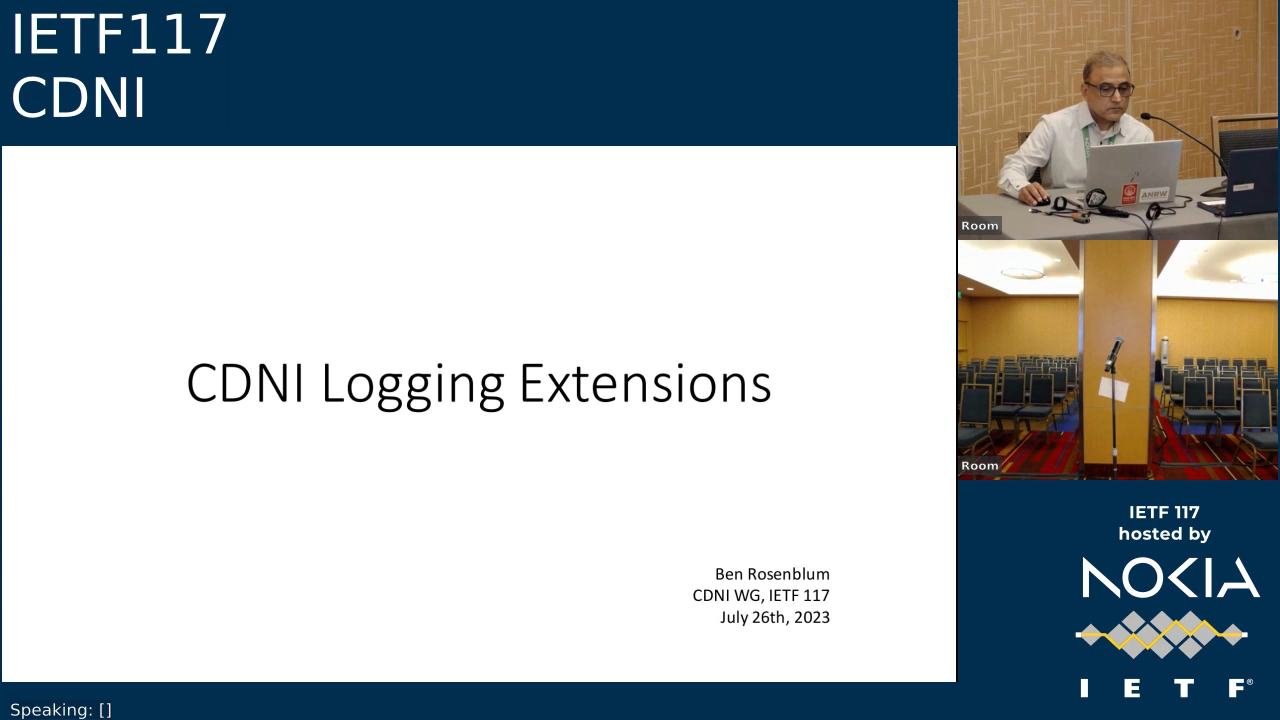 IETF117
CDNI
CDNI Logging Extensions
Ben Rosenblum
CDNI WG, IETF 117
July 26th, 2023
Speaking: []
Room
ANRW
Room
IETF 117
hosted by
NOKIA
I E T F®